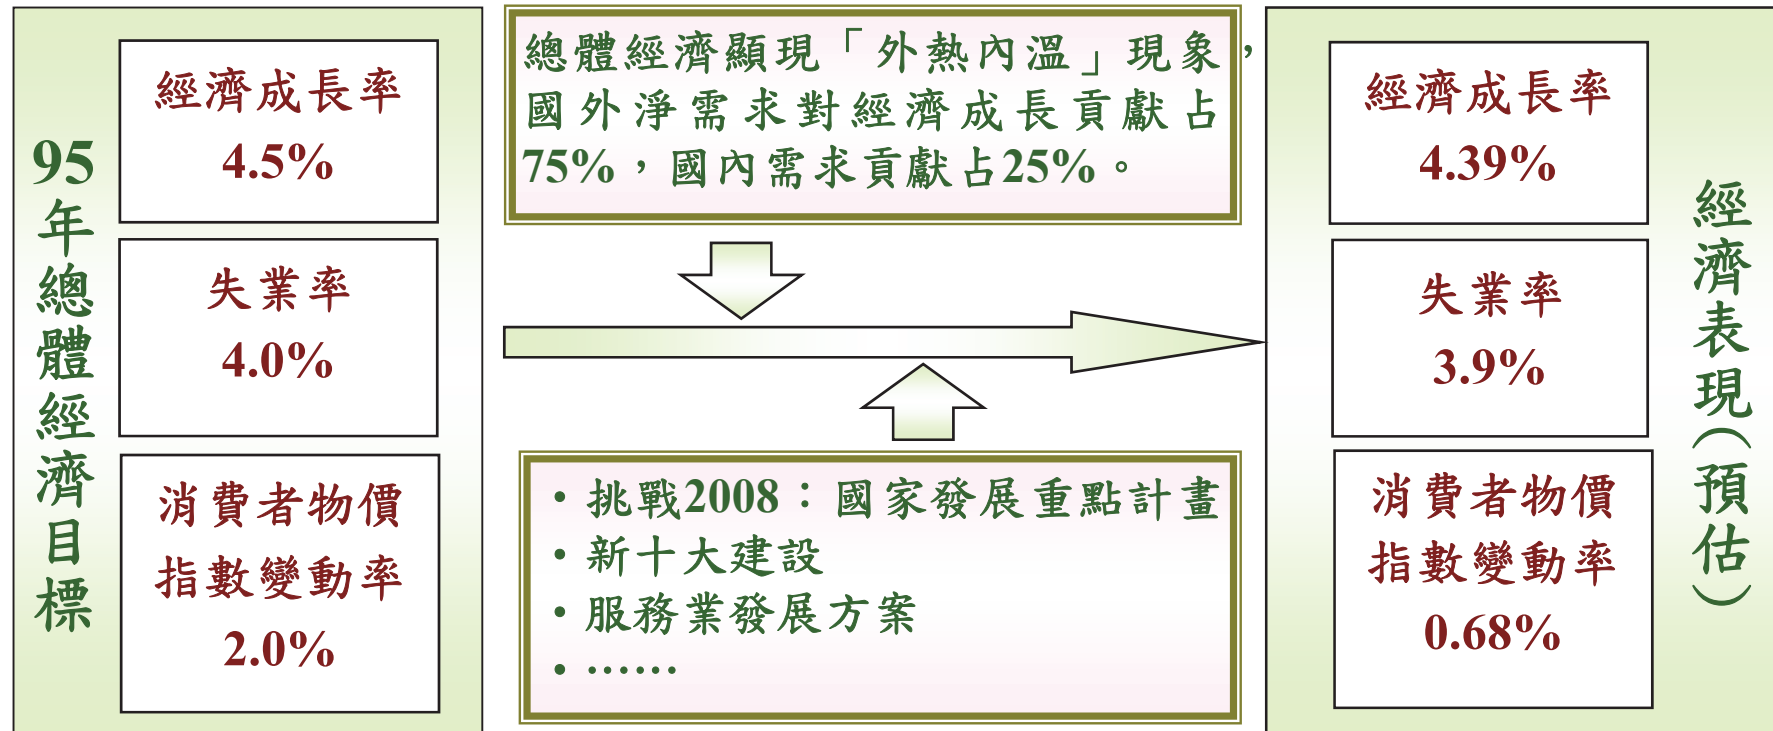 95年總體經濟目標
經濟成長率
4.5%
失業率
4.0%
消費者物價
指數變動率
2.0%
總體經濟顯現「外熱內溫」現象，
國外淨需求對經濟成長貢獻占
75%，國內需求貢獻占25%。
•挑戰2008：國家發展重點計畫
•新十大建設
•服務業發展方案
•……
經濟成長率
4.39%
失業率
3.9%
消費者物價
指數變動率
0.68%
經濟表現（預估）